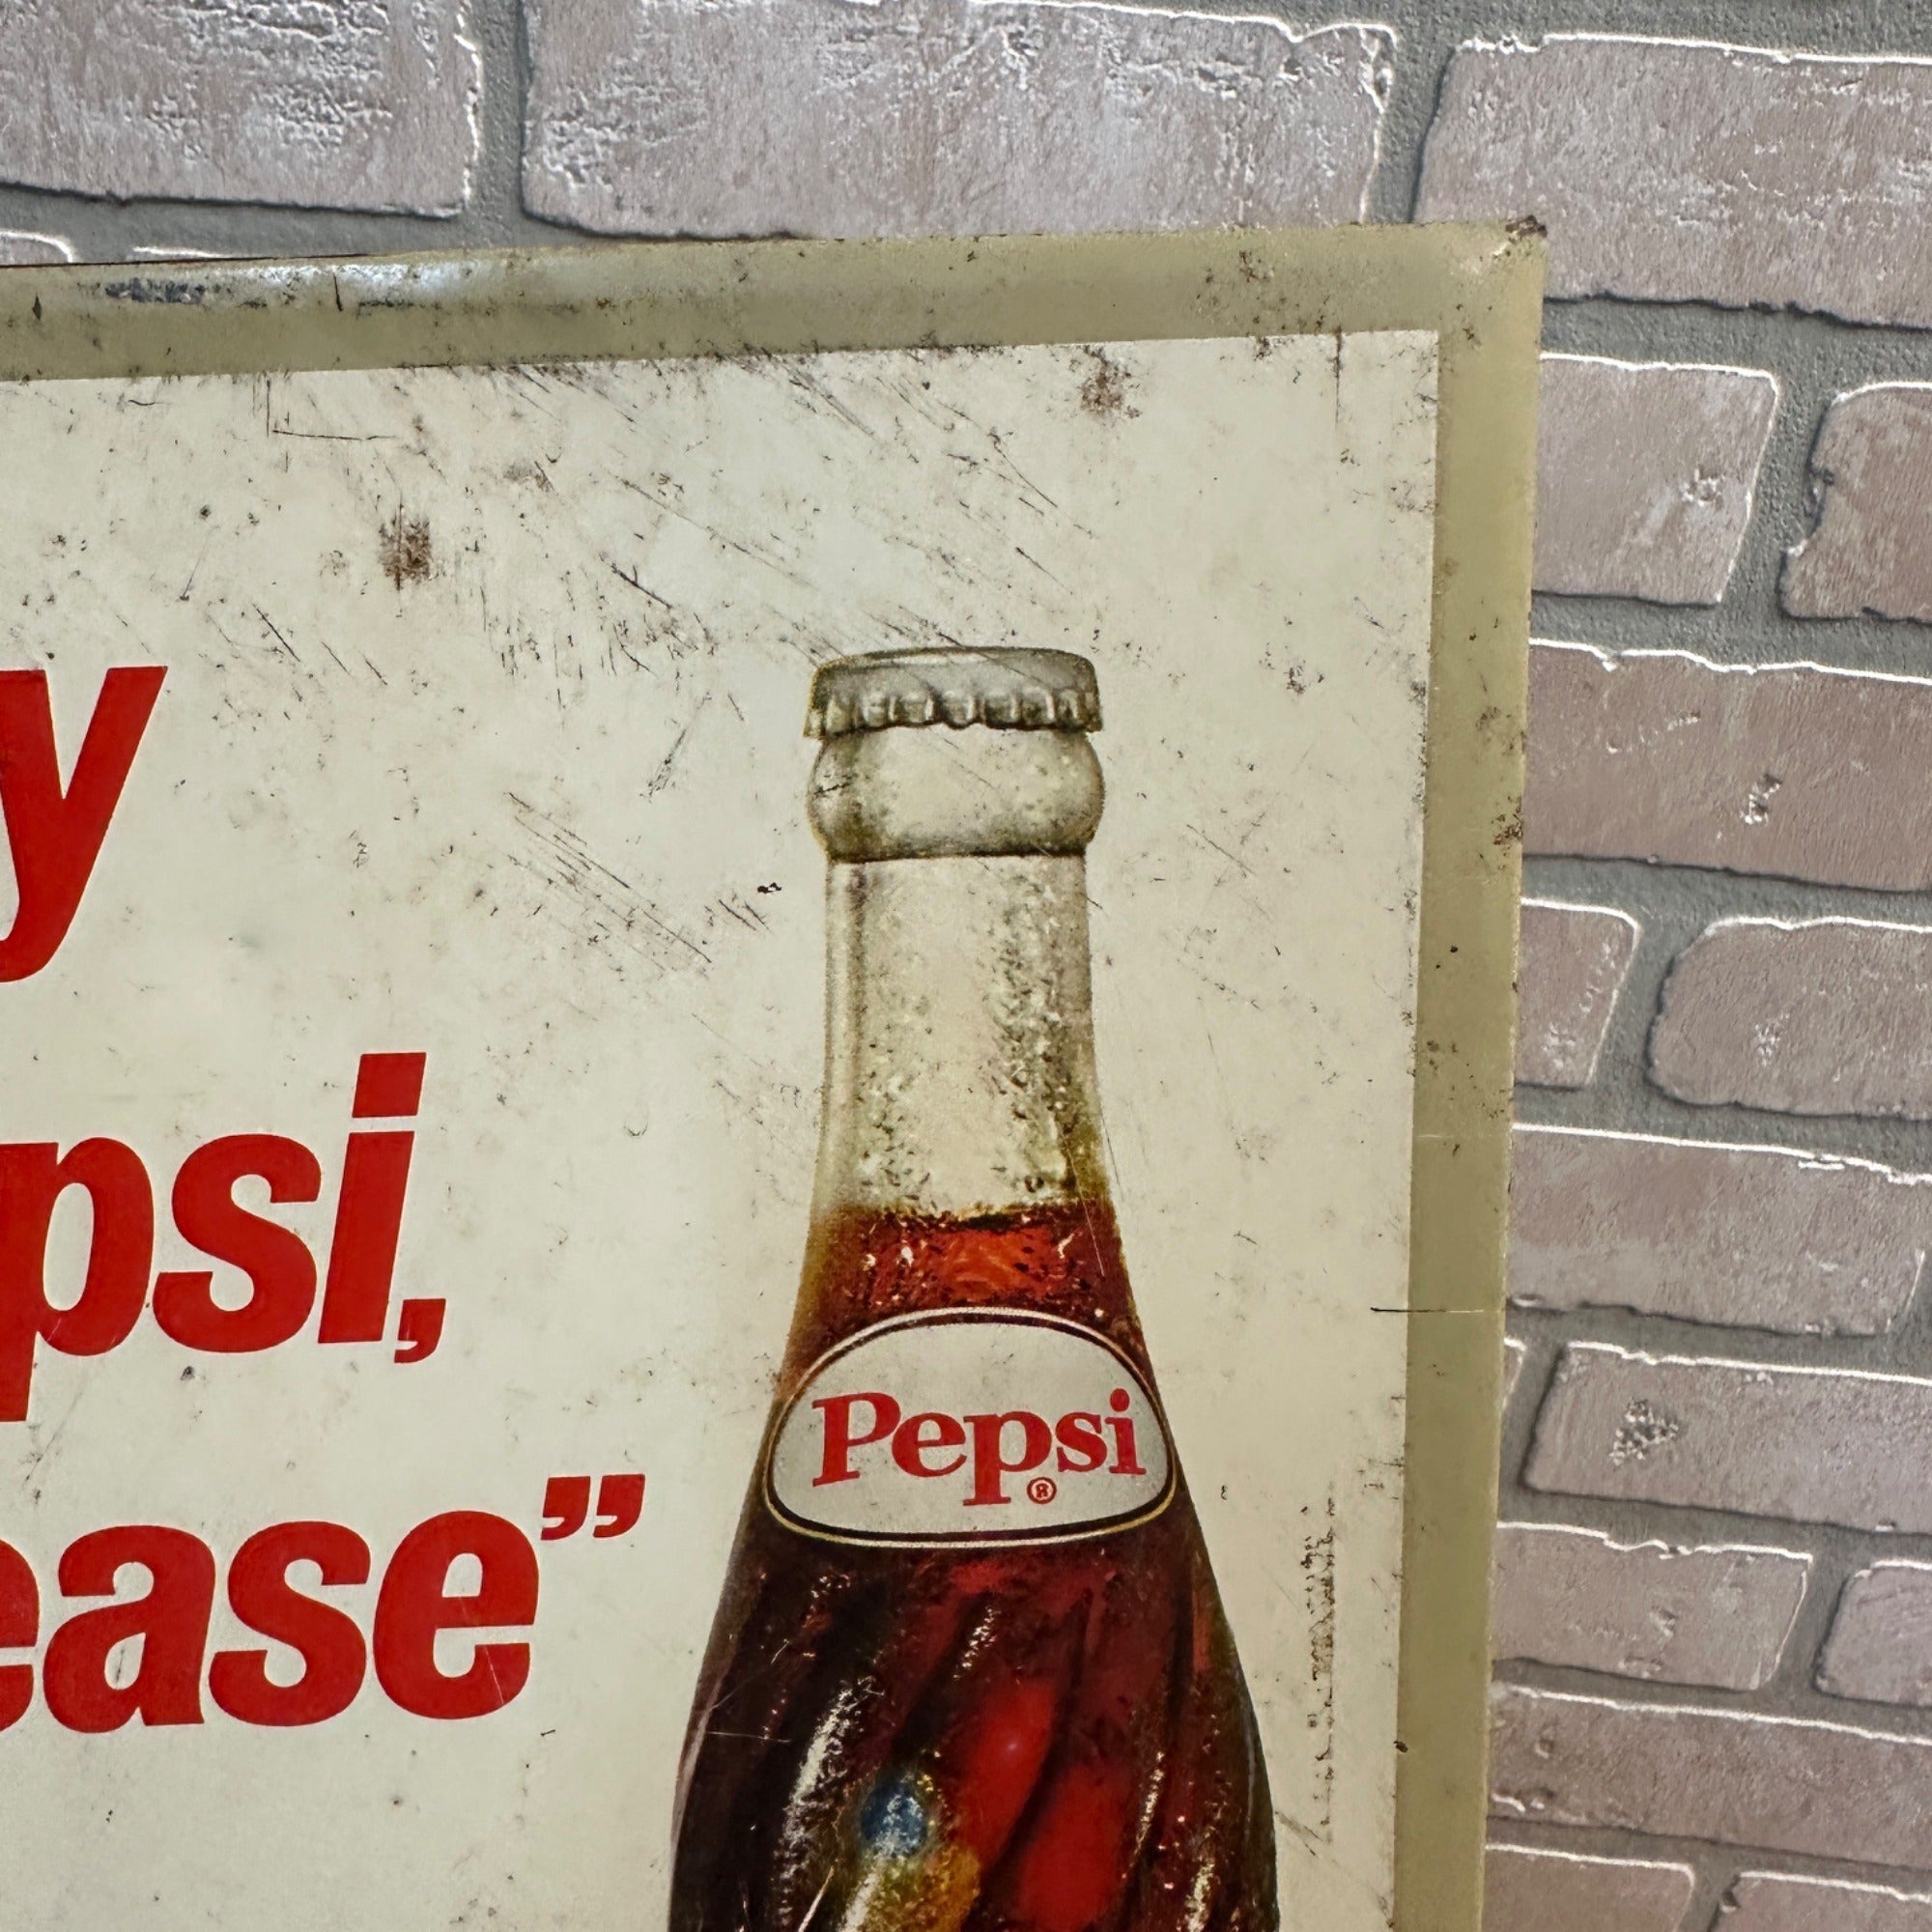 y
psi,
ease”
Pepsi
®